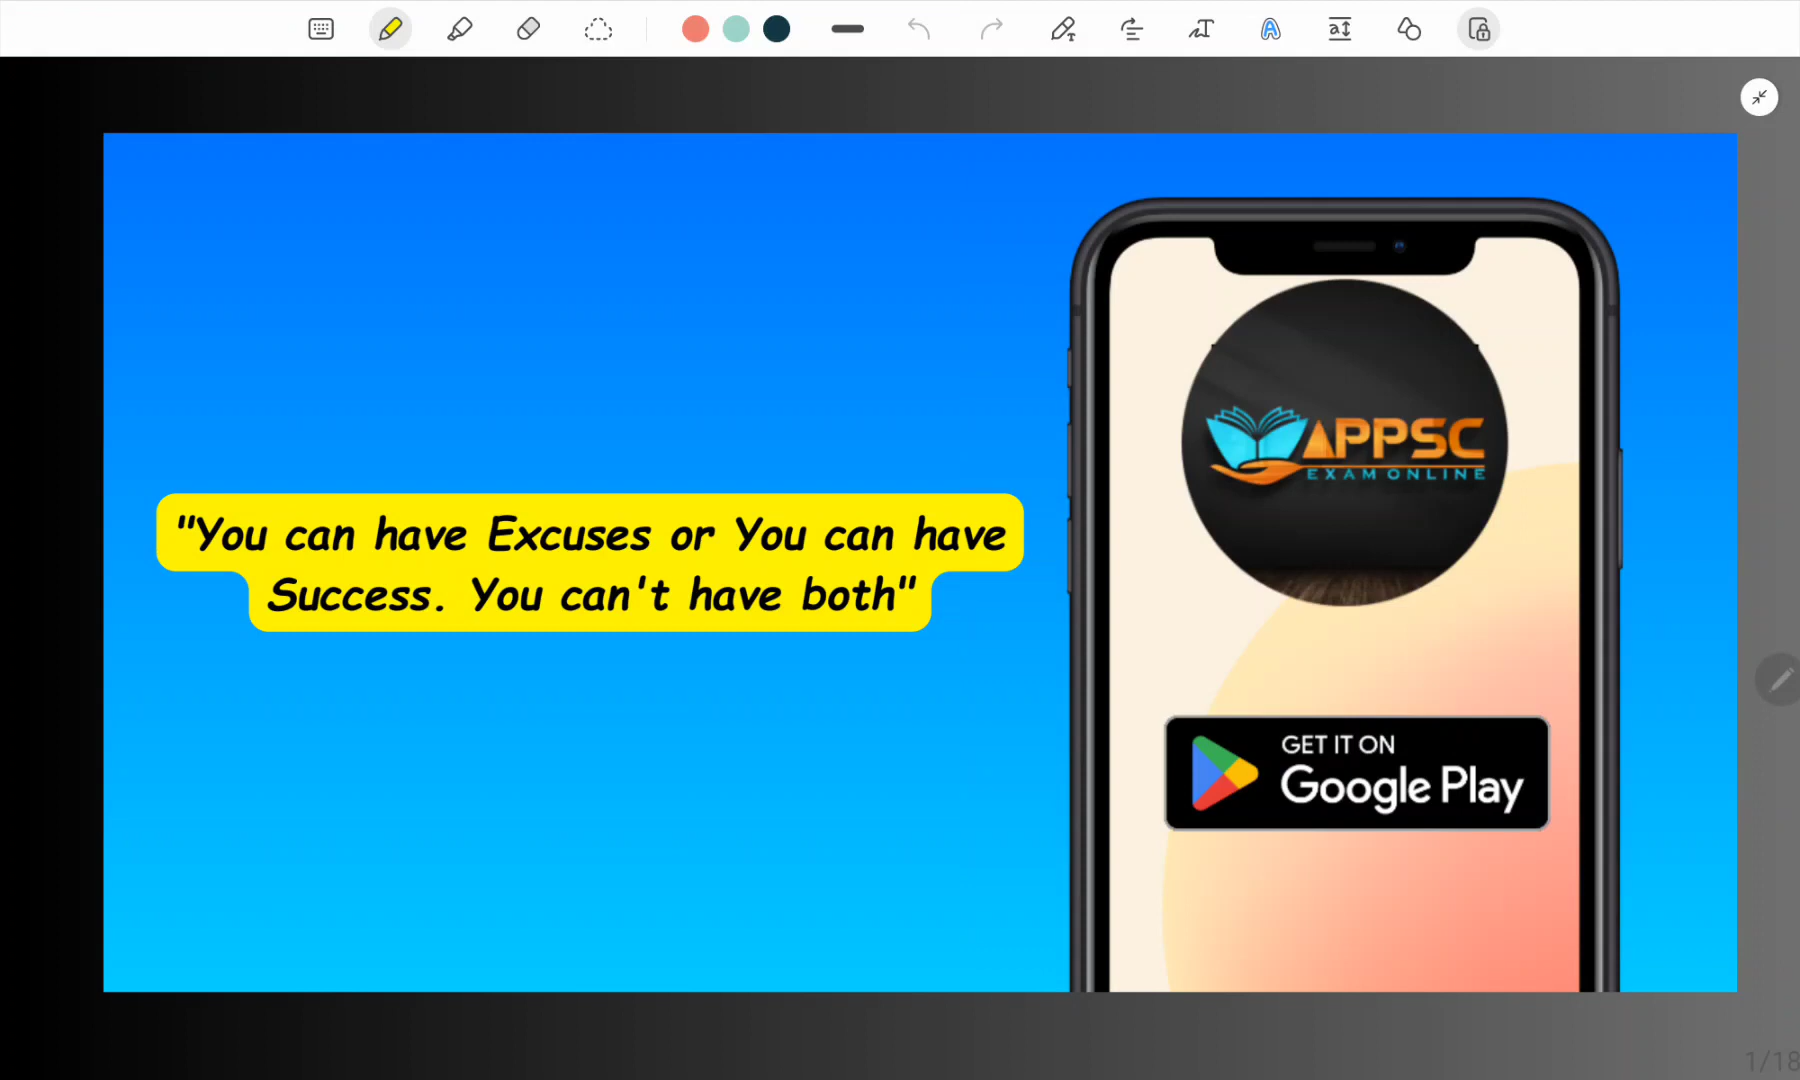 "You can have Excuses or You can have
Success. You can't have both"
APPSC
EXAM ONLINE
GET IT ON
Google Play
1/18